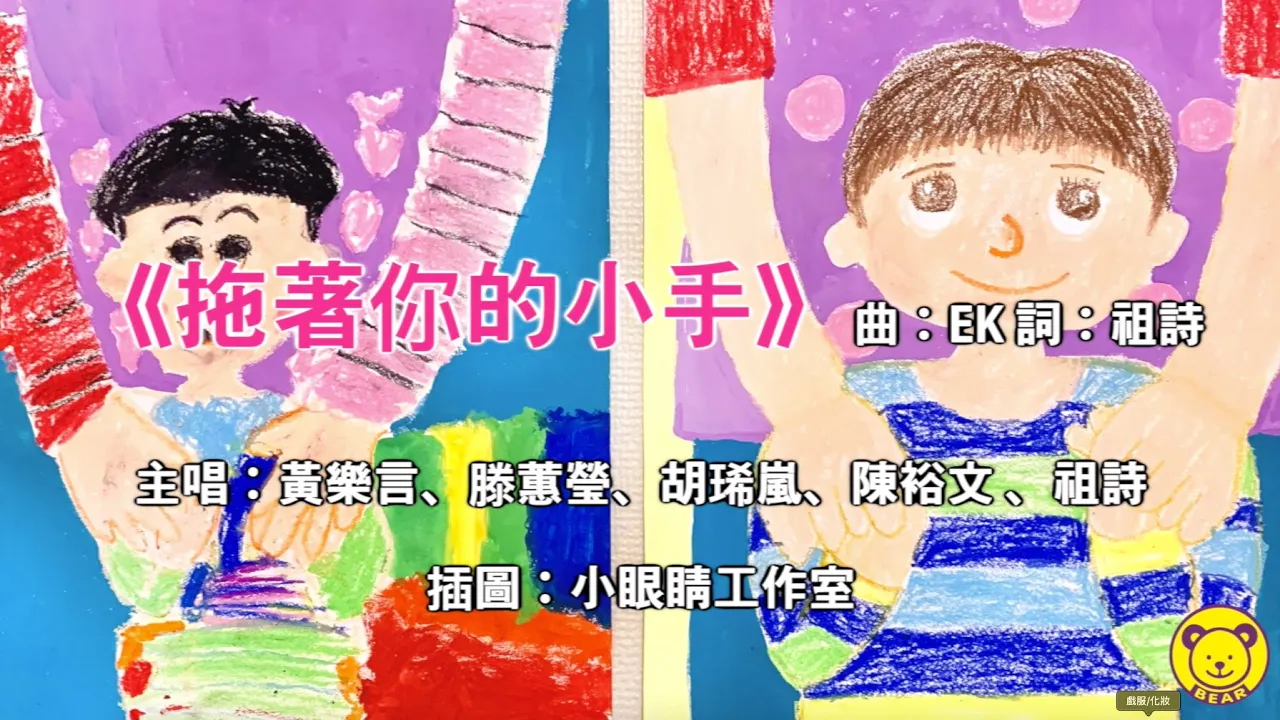 《拖著你的小手》
曲：EK 詞：祖詩
主唱：黃樂言、滕蕙瑩、胡琋嵐、陳裕文、祖詩
插圖：小眼睛工作室
BEAR
戲服/化妝